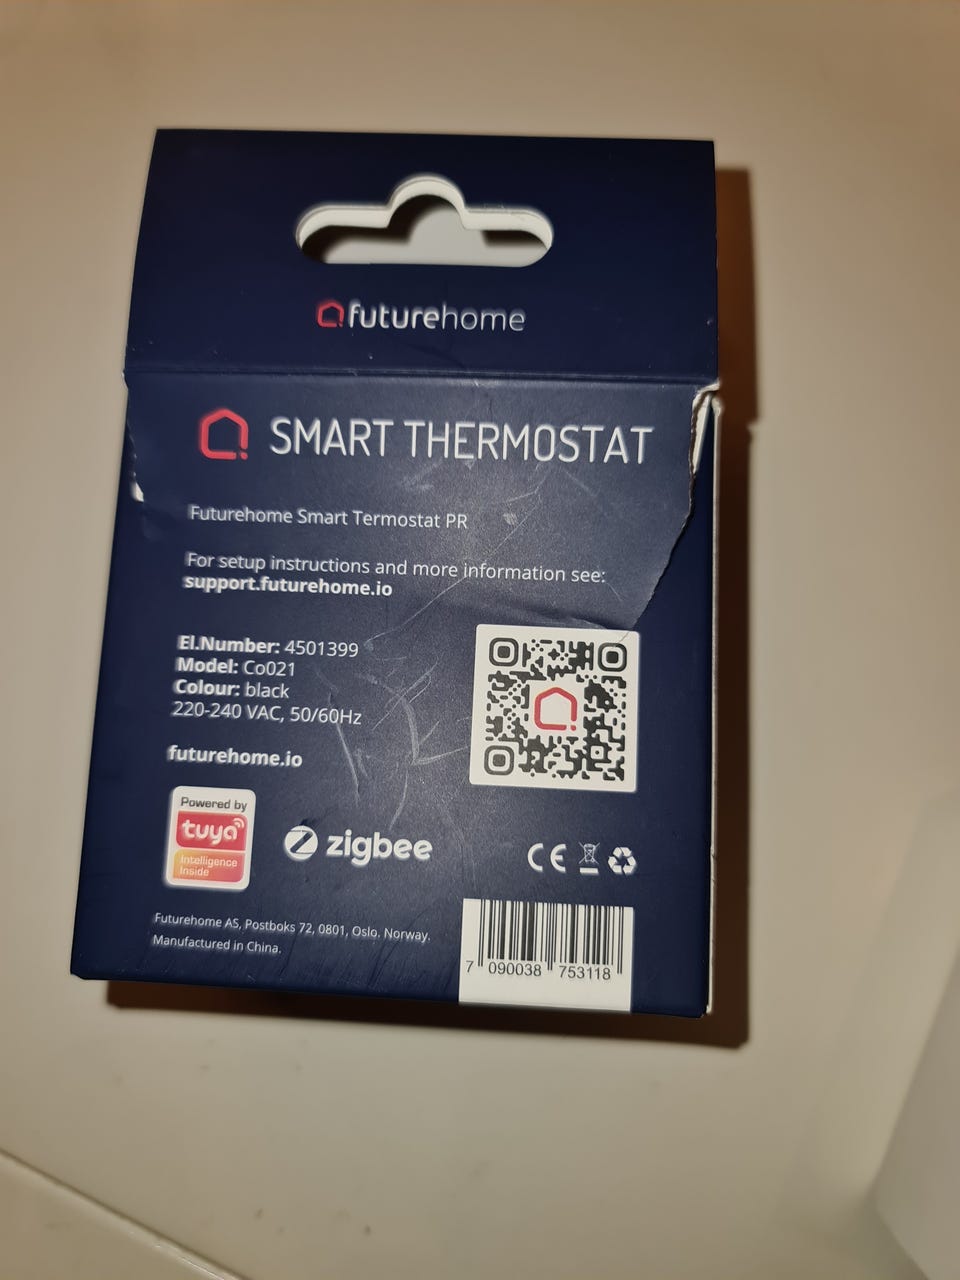 futurehome
SMART THERMOSTAT
Futurehome Smart Termostat PR
For setup instructions and more information see:
support.futurehome.io
El.Number: 4501399
Model: Co021
Colour: black
220-240 VAC, 50/60Hz
futurehome.io
Powered by
tuya
Intelligence
Inside
zigbee
CE
Futurehome AS, Postboks 72, 0801, Oslo. Norway.
Manufactured in China.
7 090038 753118